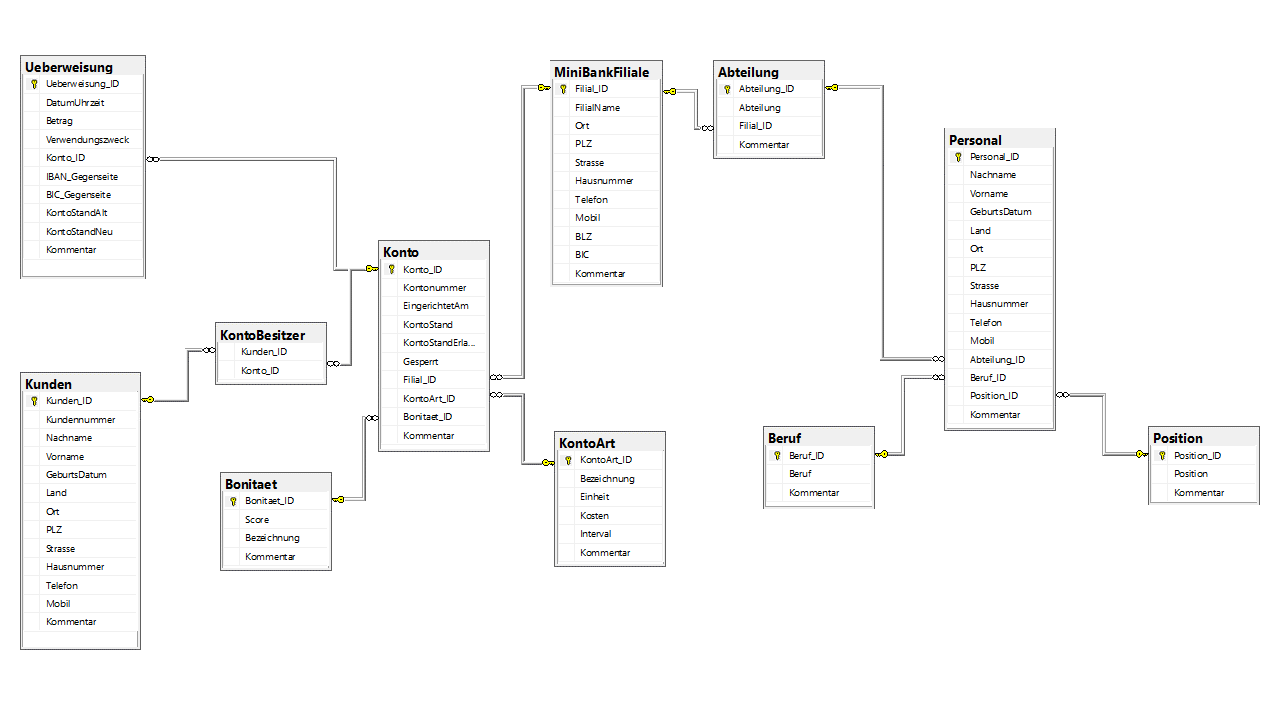 Ueberweisung
Ueberweisung_ID
DatumUhrzeit
Betrag
Verwendungszweck
Konto_ID
IBAN_Gegenseite
BIC_Gegenseite
KontoStandAlt
KontoStandNeu
Kommentar
Kunden
Kunden_ID
Kundennummer
Nachname
Vorname
GeburtsDatum
Land
Ort
PLZ
Strasse
Hausnummer
Telefon
Mobil
Kommentar
KontoBesitzer
Kunden_ID
Konto_ID
Bonitaet
Bonitaet_ID
Score
Bezeichnung
Kommentar
Konto
Konto_ID
Kontonummer
EingerichtetAm
KontoStand
KontoStandErla...
Gesperrt
Filial_ID
KontoArt_ID
Bonitaet_ID
Kommentar
MiniBankFiliale
Filial_ID
FilialName
Ort
PLZ
Strasse
Hausnummer
Telefon
Mobil
BLZ
BIC
Kommentar
KontoArt
KontoArt_ID
Bezeichnung
Einheit
Kosten
Interval
Kommentar
Abteilung
Abteilung_ID
Abteilung
Filial_ID
Kommentar
Beruf
Beruf_ID
Beruf
Kommentar
Personal
Personal_ID
Nachname
Vorname
GeburtsDatum
Land
Ort
PLZ
Strasse
Hausnummer
Telefon
Mobil
Abteilung_ID
Beruf_ID
Position_ID
Kommentar
Position
Position_ID
Position
Kommentar